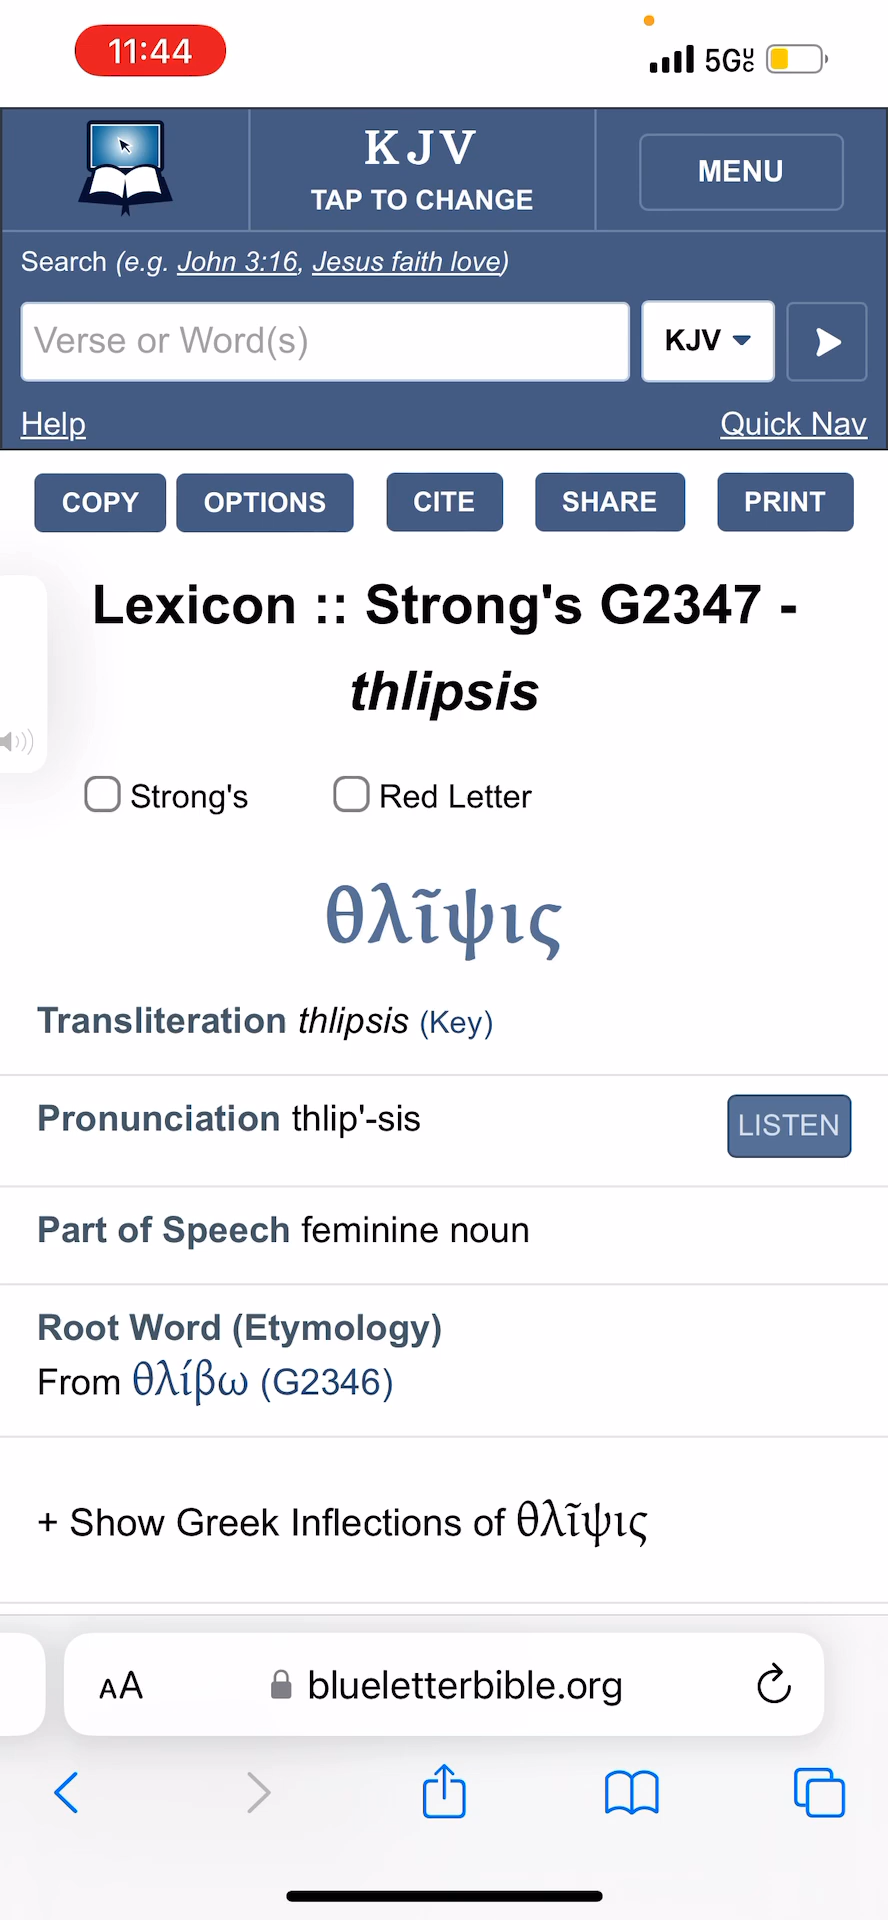 11:44
5GUC
KJV
TAP TO CHANGE
MENU
Search (e.g. John 3:16, Jesus faith love)
Verse or Word(s)
KJV
Help
Quick Nav
COPY
OPTIONS
CITE
SHARE
PRINT
Lexicon :: Strong's G2347 -
thlipsis
Strong's
Red Letter
θλῖψις
Transliteration thlipsis (Key)
Pronunciation thlip'-sis
LISTEN
Part of Speech feminine noun
Root Word (Etymology)
From θλίβω (G2346)
+ Show Greek Inflections of θλῖψις
AA
blueletterbible.org